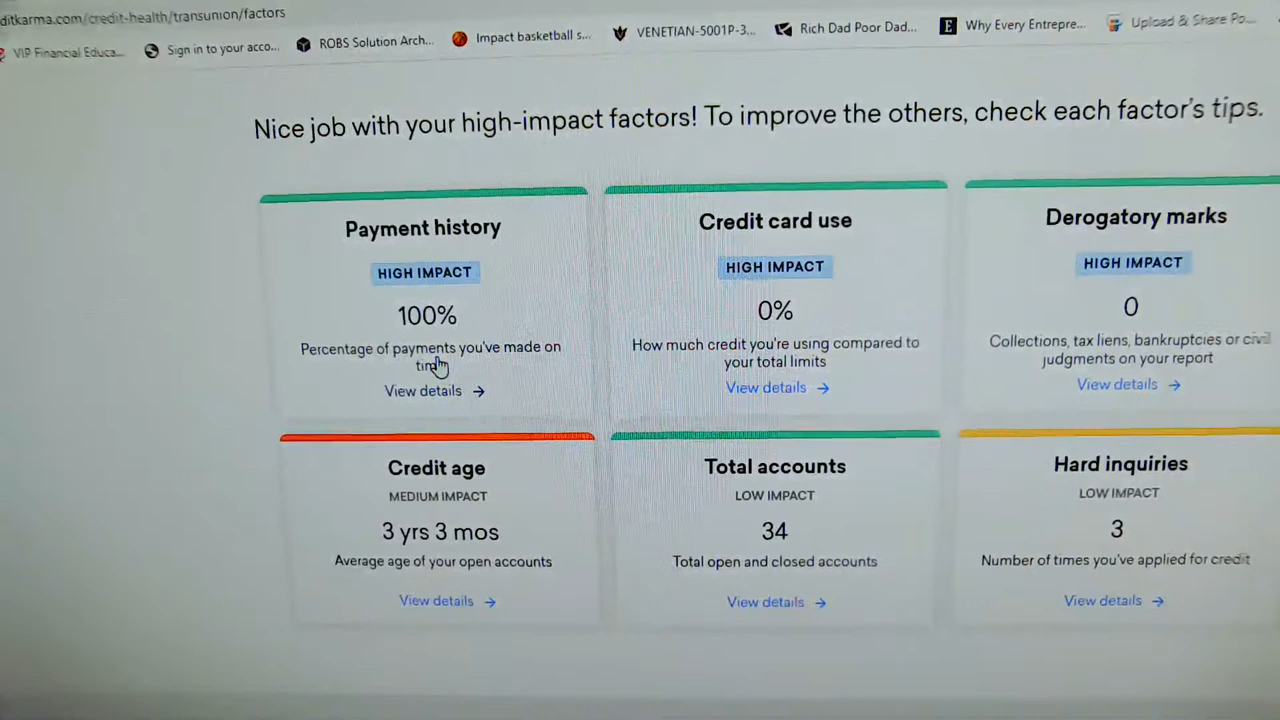 ditkarma.com/credit-health/transunion/factors
VIP Financial Educa...
Sign in to your acco...
ROBS Solution Arch...
Impact basketball s...
VENETIAN-5001P-3...
Rich Dad Poor Dad...
E
Why Every Entrepre...
Upload & Share Po...
Nice job with your high-impact factors! To improve the others, check each factor's tips.
Payment history
HIGH IMPACT
100%
Percentage of payments you've made on
View details →
Credit card use
HIGH IMPACT
0%
How much credit you're using compared to
your total limits
View details →
Derogatory marks
HIGH IMPACT
0
Collections, tax liens, bankruptcies or civil
judgments on your report
View details →
Credit age
MEDIUM IMPACT
3 yrs 3 mos
Average age of your open accounts
View details →
Total accounts
LOW IMPACT
34
Total open and closed accounts
View details →
Hard inquiries
LOW IMPACT
3
Number of times you've applied for credit
View details →